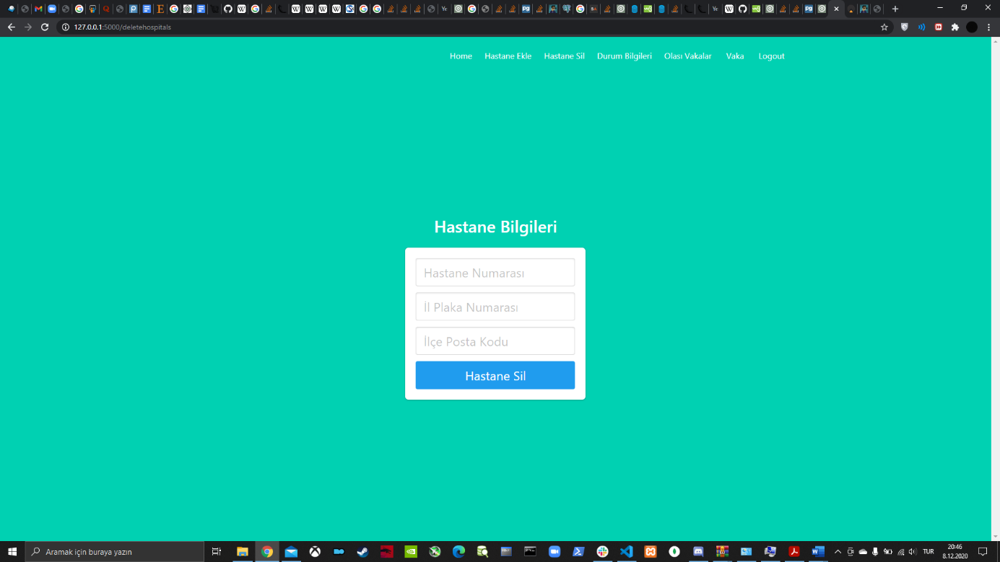 127.0.0.1:5000/deletehospitals
Home Hastane Ekle Hastane Sil Durum Bilgileri Olası Vakalar Vaka Logout
Hastane Bilgileri
Hastane Numarası
İl Plaka Numarası
İlçe Posta Kodu
Hastane Sil
Aramak için buraya yazın
TUR
20:46
8.12.2020